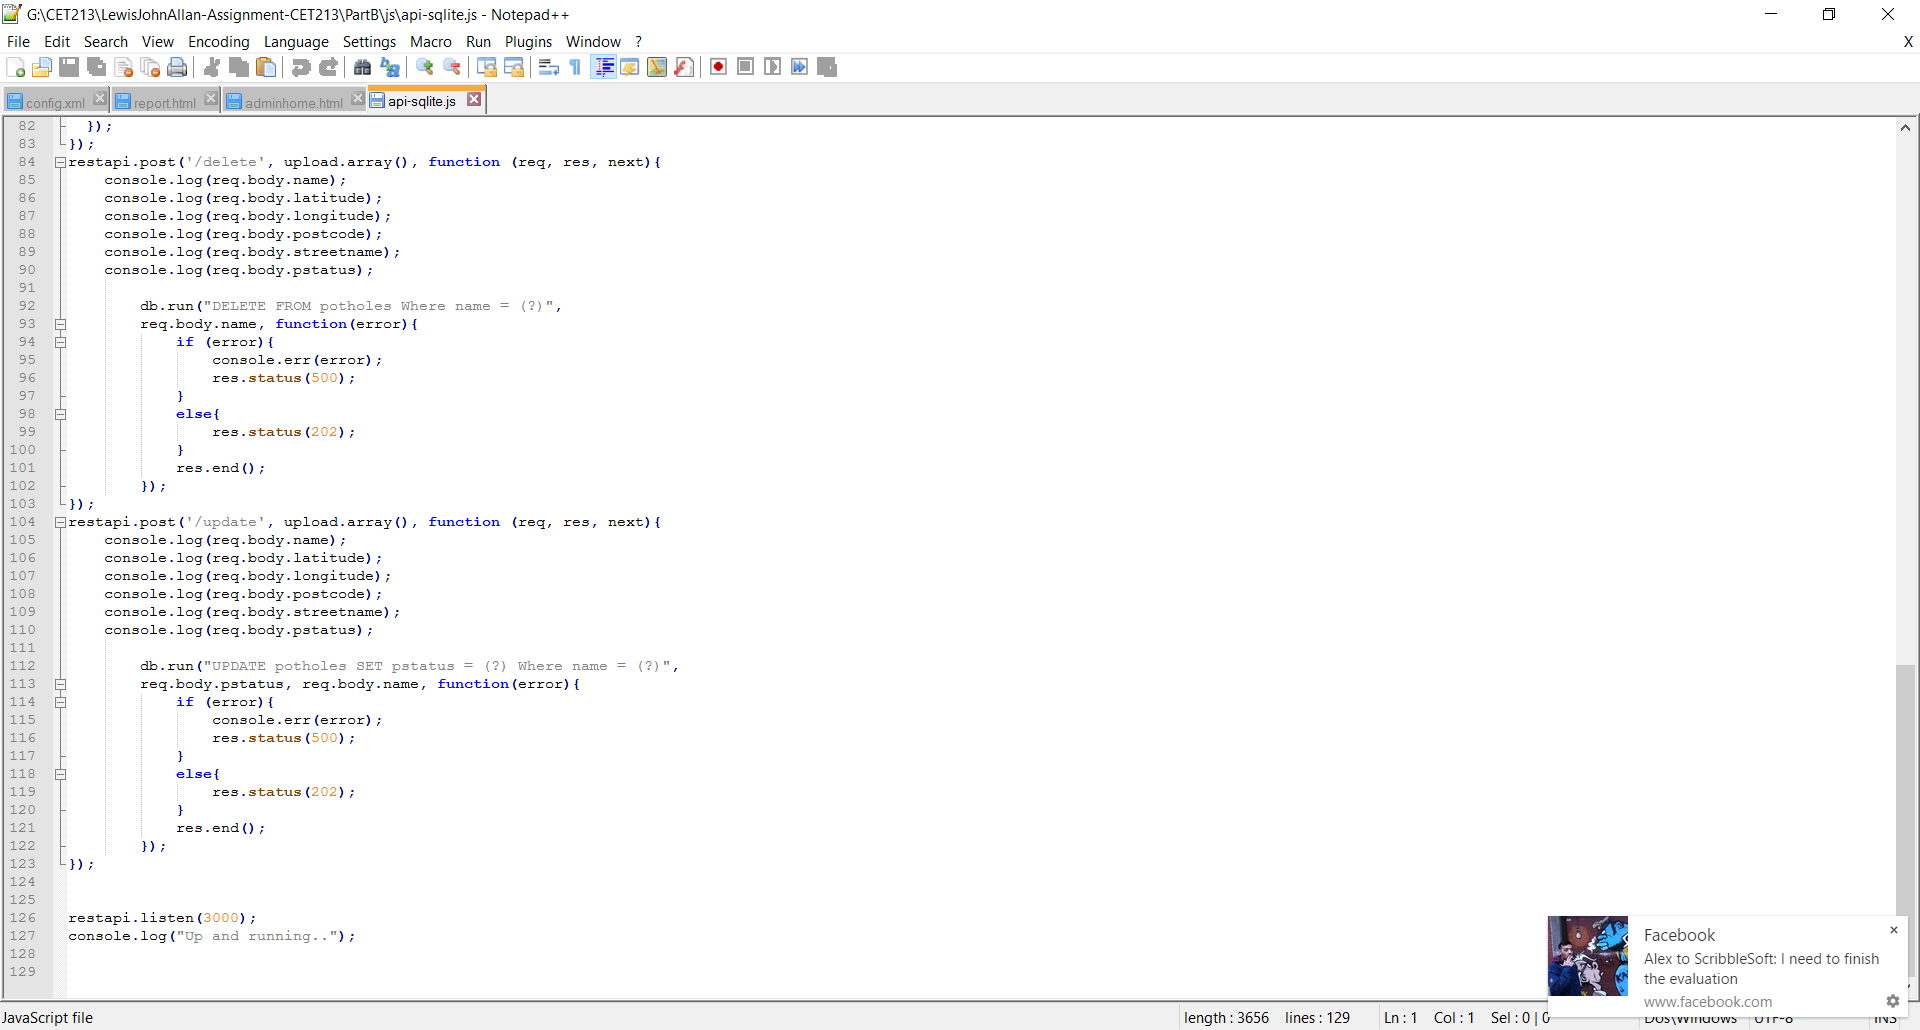 G:\CET213\LewisJohnAllan-Assignment-CET213\PartB\js\api-sqlite.js - Notepad++
File Edit Search View Encoding Language Settings Macro Run Plugins Window ? X
config.xml report.html adminhome.html api-sqlite.js
82 });
83 });
84 restapi.post('/delete', upload.array(), function (req, res, next){
85 console.log(req.body.name);
86 console.log(req.body.latitude);
87 console.log(req.body.longitude);
88 console.log(req.body.postcode);
89 console.log(req.body.streetname);
90 console.log(req.body.pstatus);
91
92 db.run("DELETE FROM potholes Where name = (?)",
93 req.body.name, function(error){
94 if (error){
95 console.err(error);
96 res.status(500);
97 }
98 else{
99 res.status(202);
100 }
101 res.end();
102 });
103 });
104 restapi.post('/update', upload.array(), function (req, res, next){
105 console.log(req.body.name);
106 console.log(req.body.latitude);
107 console.log(req.body.longitude);
108 console.log(req.body.postcode);
109 console.log(req.body.streetname);
110 console.log(req.body.pstatus);
111
112 db.run("UPDATE potholes SET pstatus = (?) Where name = (?)",
113 req.body.pstatus, req.body.name, function(error){
114 if (error){
115 console.err(error);
116 res.status(500);
117 }
118 else{
119 res.status(202);
120 }
121 res.end();
122 });
123 });
124
125
126 restapi.listen(3000);
127 console.log("Up and running..");
128
129
Facebook
Alex to ScribbleSoft: I need to finish
the evaluation
www.facebook.com
JavaScript file length : 3656 lines : 129 Ln : 1 Col : 1 Sel : 0 | 0 Dos\Windows UTF-8 INS